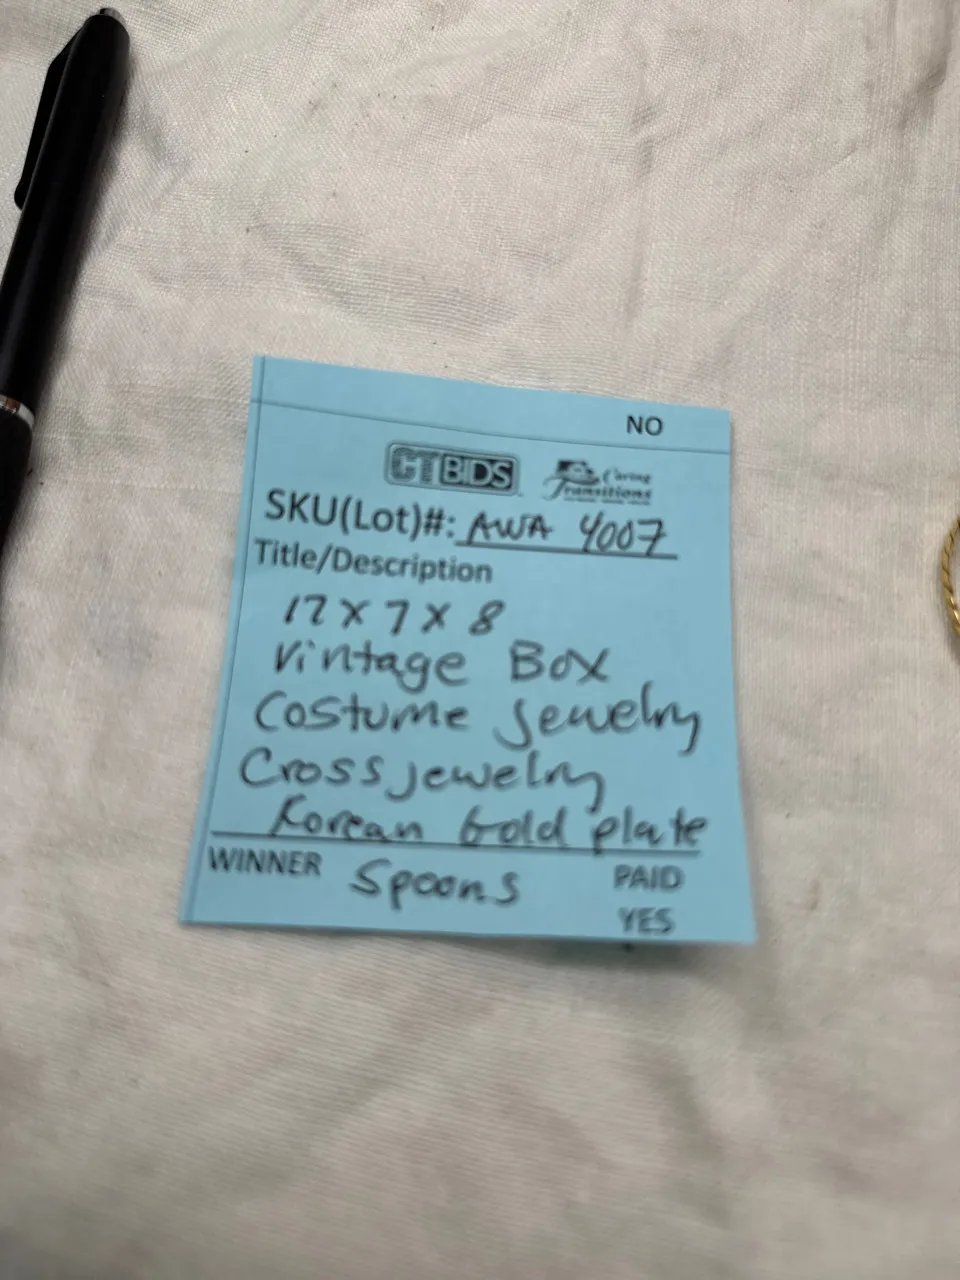 NO
CTBIDS Caring Transitions
SKU(Lot)#: AWA 4007
Title/Description
12 x 7 x 8
Vintage Box
Costume Jewelry
Cross jewelry
Korean Gold plate
WINNER Spoons PAID
YES